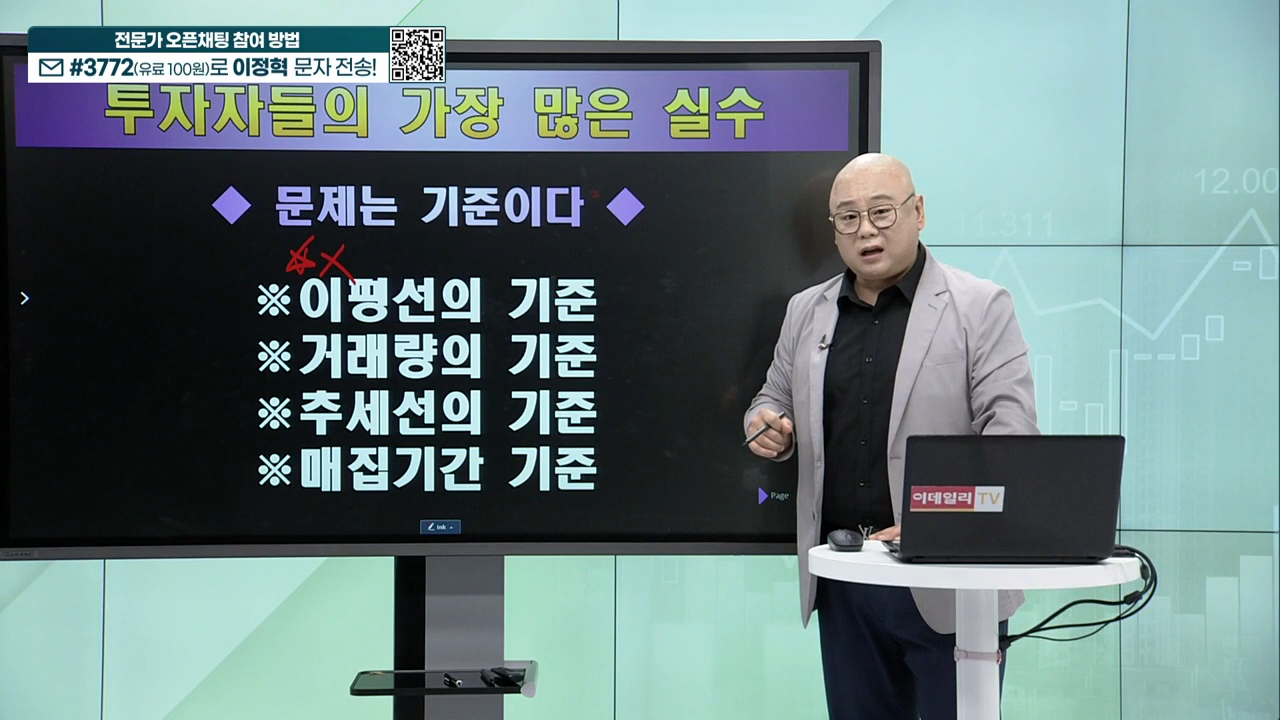 전문가 오픈채팅 참여 방법
#3772(유료 100원)로 이정혁 문자 전송!
투자자들의 가장 많은 실수
◆ 문제는 기준이다 ◆
※이평선의 기준
※거래량의 기준
※추세선의 기준
※매집기간 기준
Page
Ink
12.00
11.311
이데일리 TV